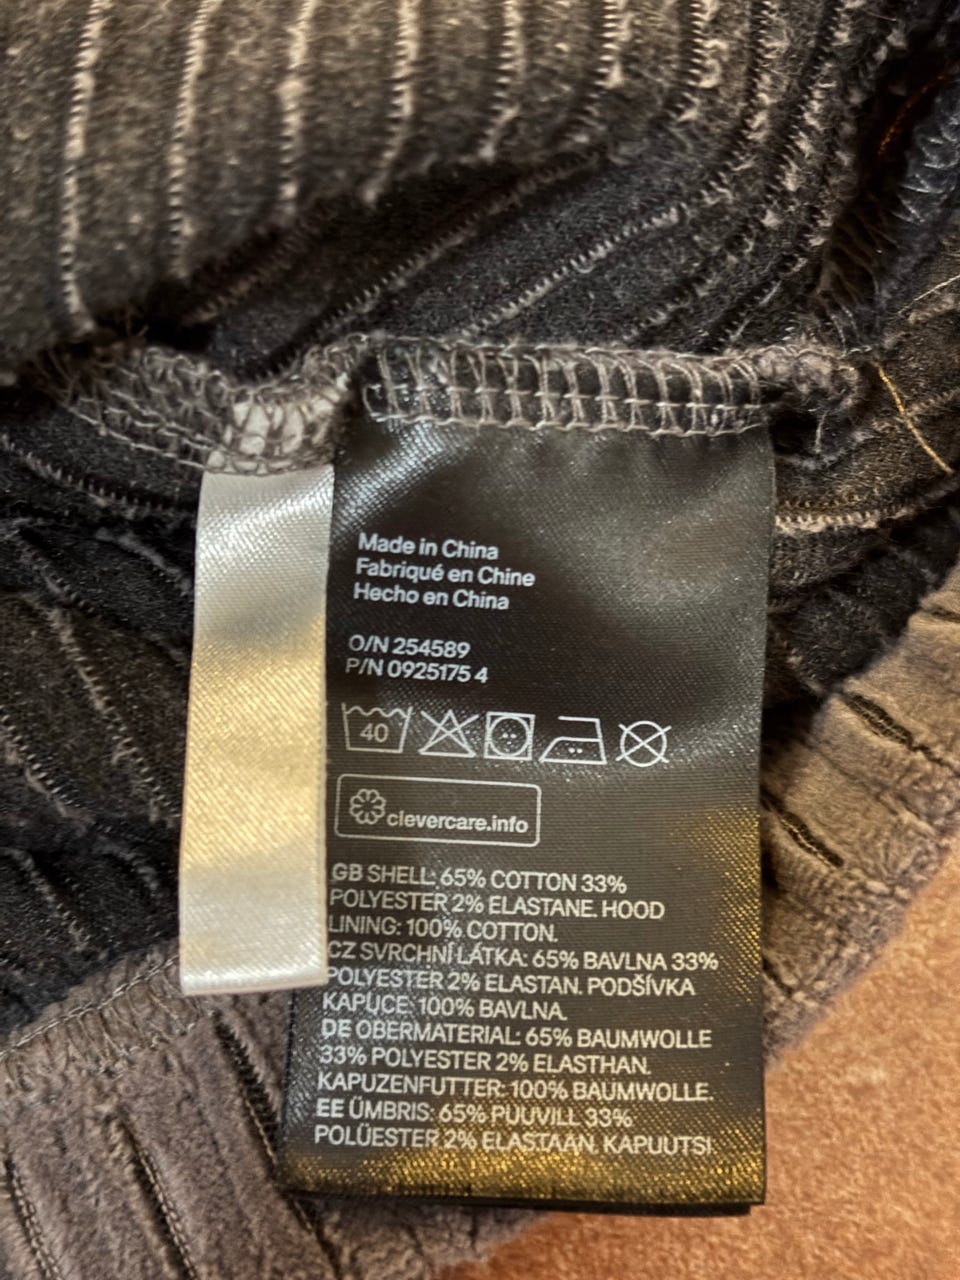 Made in China
Fabriqué en Chine
Hecho en China
O/N 254589
P/N 0925175 4
40
clevercare.info
GB SHELL: 65% COTTON 33%
POLYESTER 2% ELASTANE. HOOD
LINING: 100% COTTON.
CZ SVRCHNÍ LÁTKA: 65% BAVLNA 33%
POLYESTER 2% ELASTAN. PODŠÍVKA
KAPUCE: 100% BAVLNA.
DE OBERMATERIAL: 65% BAUMWOLLE
33% POLYESTER 2% ELASTHAN.
KAPUZENFUTTER: 100% BAUMWOLLE.
EE ÜMBRIS: 65% PUUVILL 33%
POLÜESTER 2% ELASTAAN. KAPUUTSI